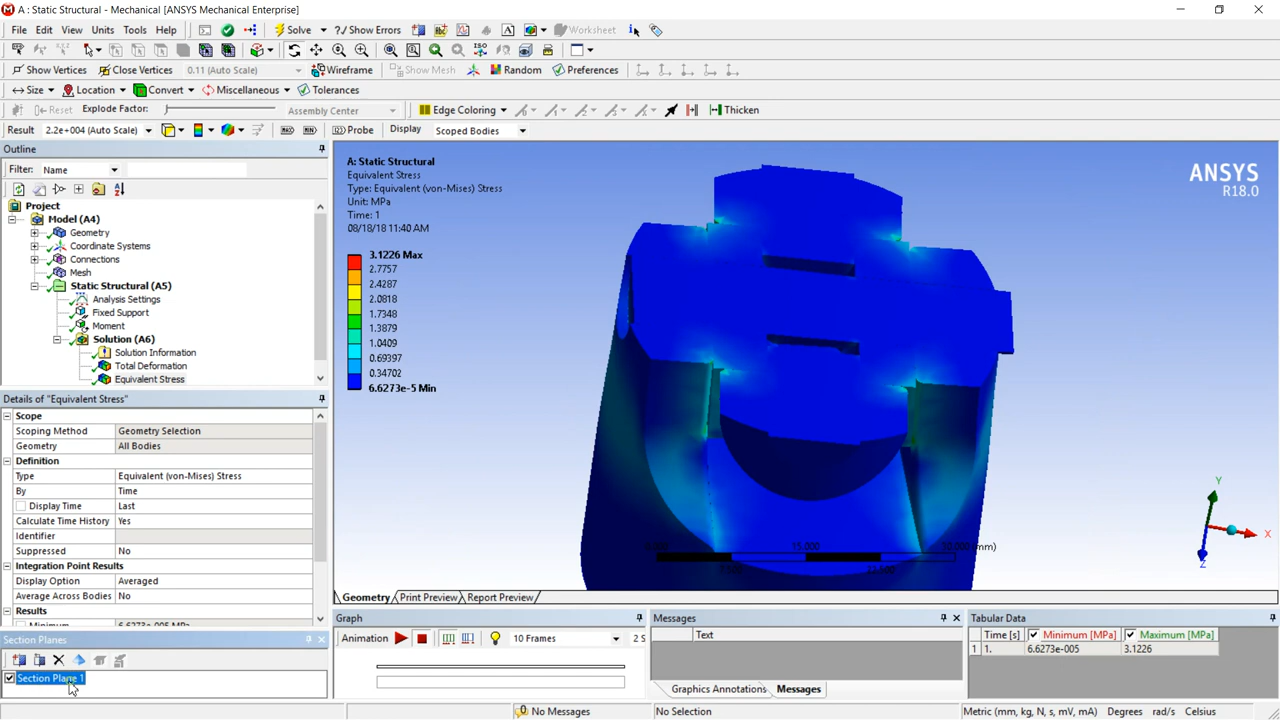 A : Static Structural - Mechanical [ANSYS Mechanical Enterprise]
File Edit View Units Tools Help Solve ?/ Show Errors Worksheet
Show Vertices Close Vertices 0.11 (Auto Scale) Wireframe Show Mesh Random Preferences
Size Location Convert Miscellaneous Tolerances
Reset Explode Factor: Assembly Center Edge Coloring Thicken
Result 2.2e+004 (Auto Scale) Probe Display Scoped Bodies
Outline
Filter: Name
Project
Model (A4)
Geometry
Coordinate Systems
Connections
Mesh
Static Structural (A5)
Analysis Settings
Fixed Support
Moment
Solution (A6)
Solution Information
Total Deformation
Equivalent Stress
Details of "Equivalent Stress"
Scope
Scoping Method Geometry Selection
Geometry All Bodies
Definition
Type Equivalent (von-Mises) Stress
By Time
Display Time Last
Calculate Time History Yes
Identifier
Suppressed No
Integration Point Results
Display Option Averaged
Average Across Bodies No
Results
Minimum 6.6273e-005 MPa
Section Planes
Section Plane 1
A: Static Structural
Equivalent Stress
Type: Equivalent (von-Mises) Stress
Unit: MPa
Time: 1
08/18/18 11:40 AM
3.1226 Max
2.7757
2.4287
2.0818
1.7348
1.3879
1.0409
0.69397
0.34702
6.6273e-5 Min
ANSYS
R18.0
Y
X
Z
0.000 15.000 30.000 (mm)
7.500 22.500
Geometry Print Preview Report Preview
Graph
Animation 10 Frames 2 S
Messages
Text
Graphics Annotations Messages
Tabular Data
Time [s] Minimum [MPa] Maximum [MPa]
1 1. 6.6273e-005 3.1226
No Messages No Selection Metric (mm, kg, N, s, mV, mA) Degrees rad/s Celsius